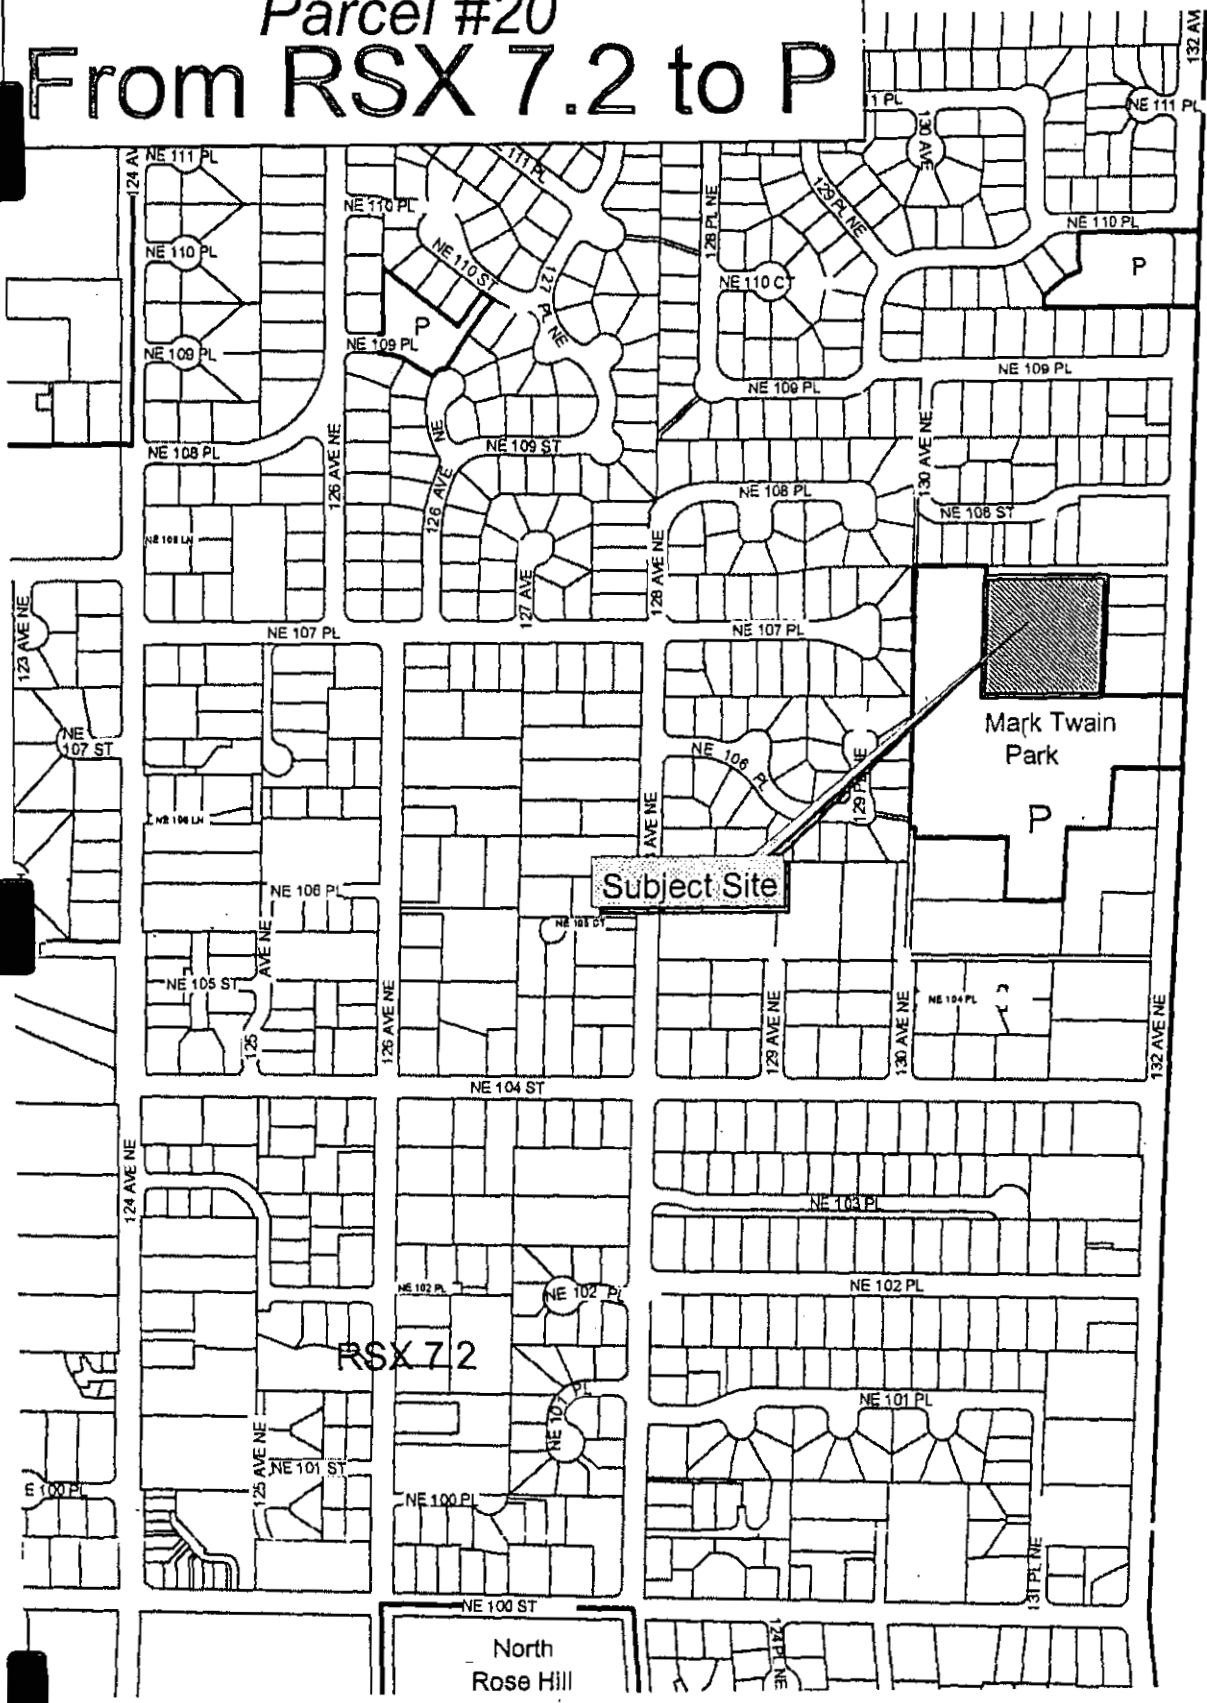 Parcel #20
From RSX 7.2 to P
132 AV
1 PL
130 AVE
NE 111 PL
124 AV
NE 111 PL
111 PL
NE 110 PL
128 PL NE
129 PL NE
NE 110 PL
NE 110 PL
NE 110 ST
127 PL NE
NE 110 CT
P
P
NE 109 PL
NE 109 PL
NE 109 PL
NE 109 PL
NE 108 PL
126 AVE NE
126 AVE NE
NE 109 ST
130 AVE NE
NE 108 PL
NE 108 ST
NE 108 LN
127 AVE
128 AVE NE
123 AVE NE
NE 107 PL
NE 107 PL
NE
107 ST
NE 106 PL
129 PL NE
Mark Twain
Park
P
NE 106 LN
AVE NE
Subject Site
NE 106 PL
NE 105 CT
125 AVE NE
NE 105 ST
126 AVE NE
129 AVE NE
130 AVE NE
NE 104 PL
132 AVE NE
NE 104 ST
124 AVE NE
NE 103 PL
NE 102 PL
NE 102 PL
NE 102 PL
RSX 7.2
NE 101 PL
NE 101 PL
125 AVE NE
NE 101 ST
E 100 PL
NE 100 PL
131 PL NE
NE 100 ST
124 PL NE
North
Rose Hill